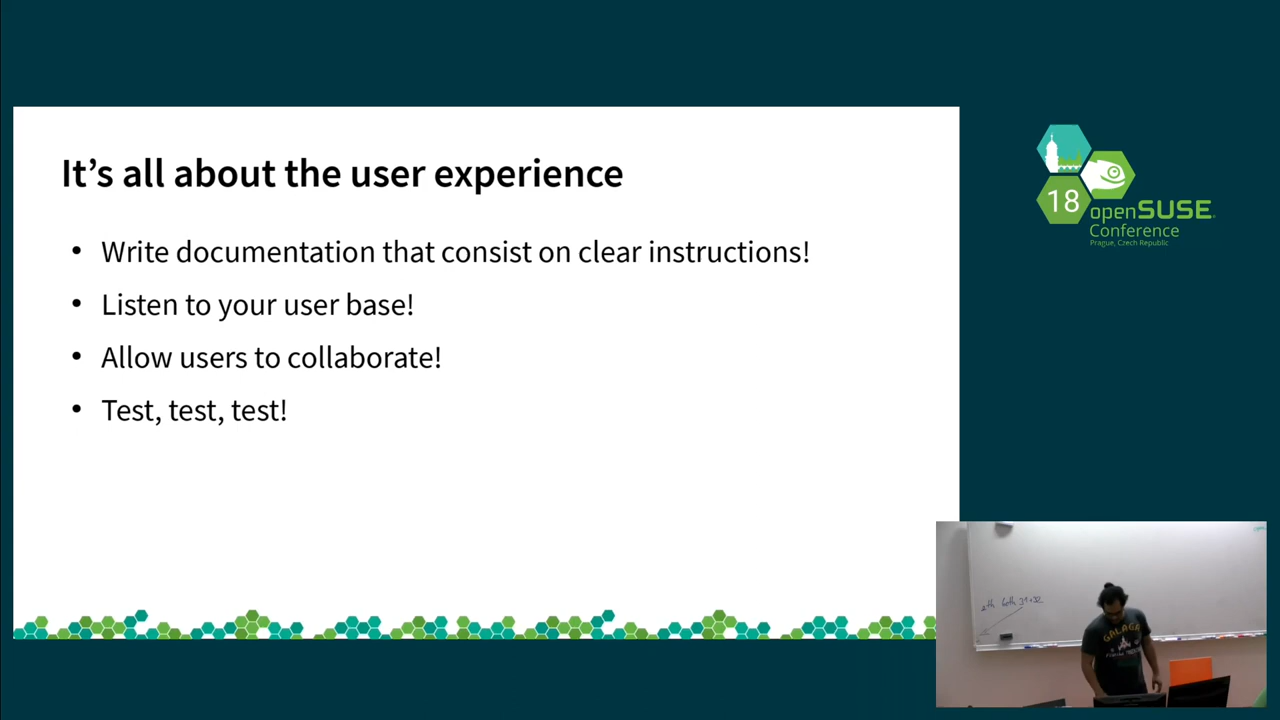 It’s all about the user experience
• Write documentation that consist on clear instructions!
• Listen to your user base!
• Allow users to collaborate!
• Test, test, test!
18
openSUSE
Conference
Prague, Czech Republic
GALAGA